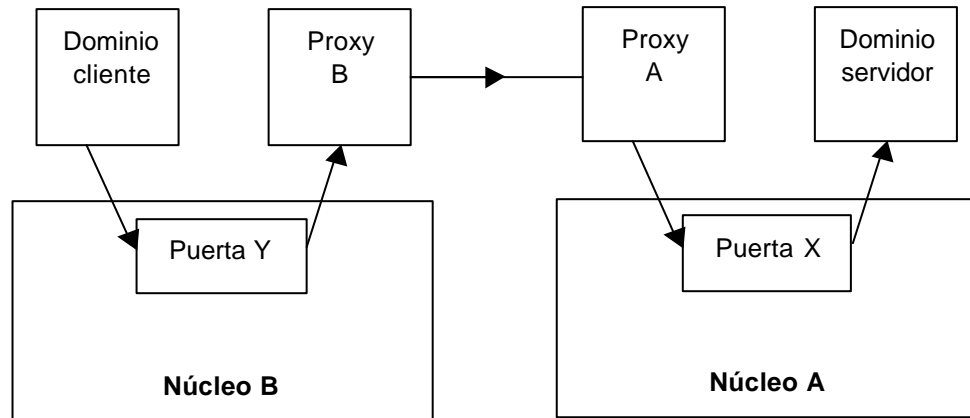 Dominio
cliente
Proxy
B
Proxy
A
Dominio
servidor
Puerta Y
Puerta X
Núcleo B
Núcleo A